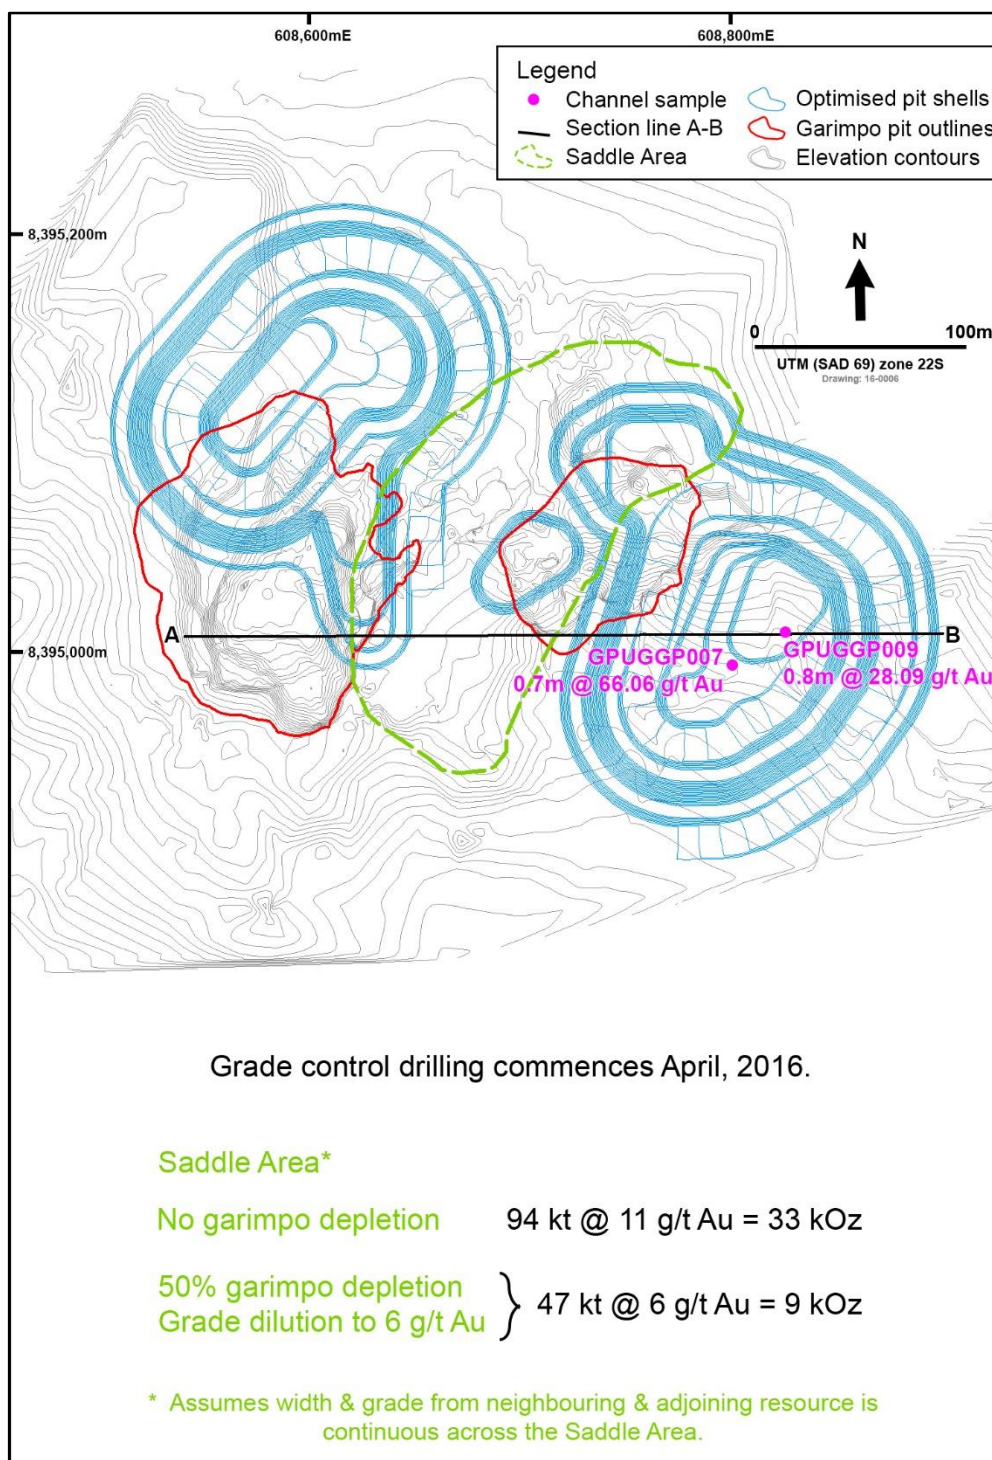 608,600mE
608,800mE
Legend
Channel sample
Section line A-B
Saddle Area
Optimised pit shells
Garimpo pit outlines
Elevation contours
8,395,200m
N
0
100m
UTM (SAD 69) zone 22S
Drawing: 16-0006
A
B
8,395,000m
GPUGGP007
0.7m @ 66.06 g/t Au
GPUGGP009
0.8m @ 28.09 g/t Au
Grade control drilling commences April, 2016.
Saddle Area*
No garimpo depletion 94 kt @ 11 g/t Au = 33 kOz
50% garimpo depletion
Grade dilution to 6 g/t Au
47 kt @ 6 g/t Au = 9 kOz
* Assumes width & grade from neighbouring & adjoining resource is
continuous across the Saddle Area.